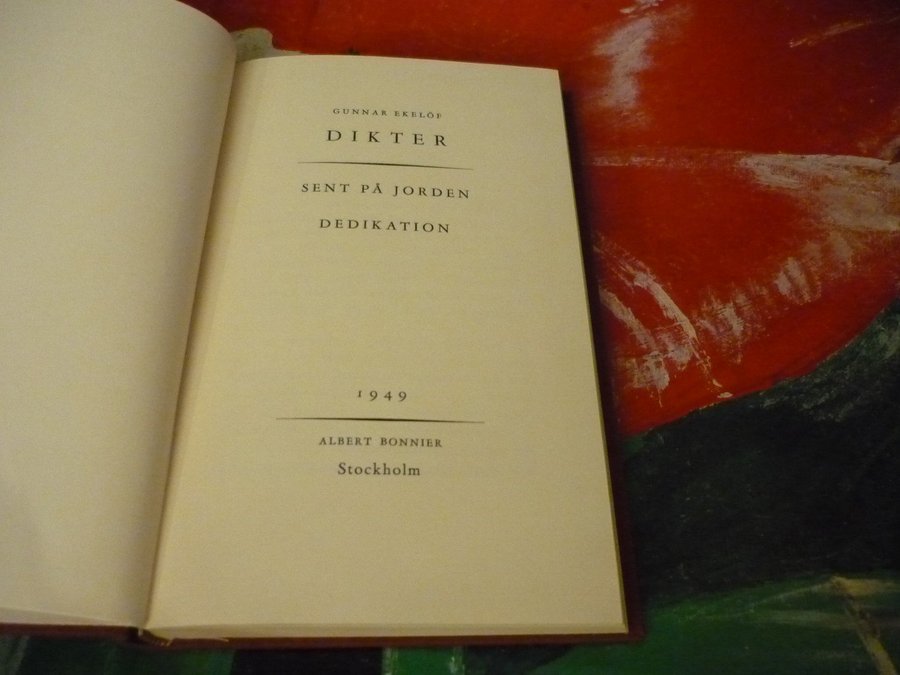 GUNNAR EKELÖF
DIKTER
SENT PÅ JORDEN
DEDIKATION
1949
ALBERT BONNIER
Stockholm